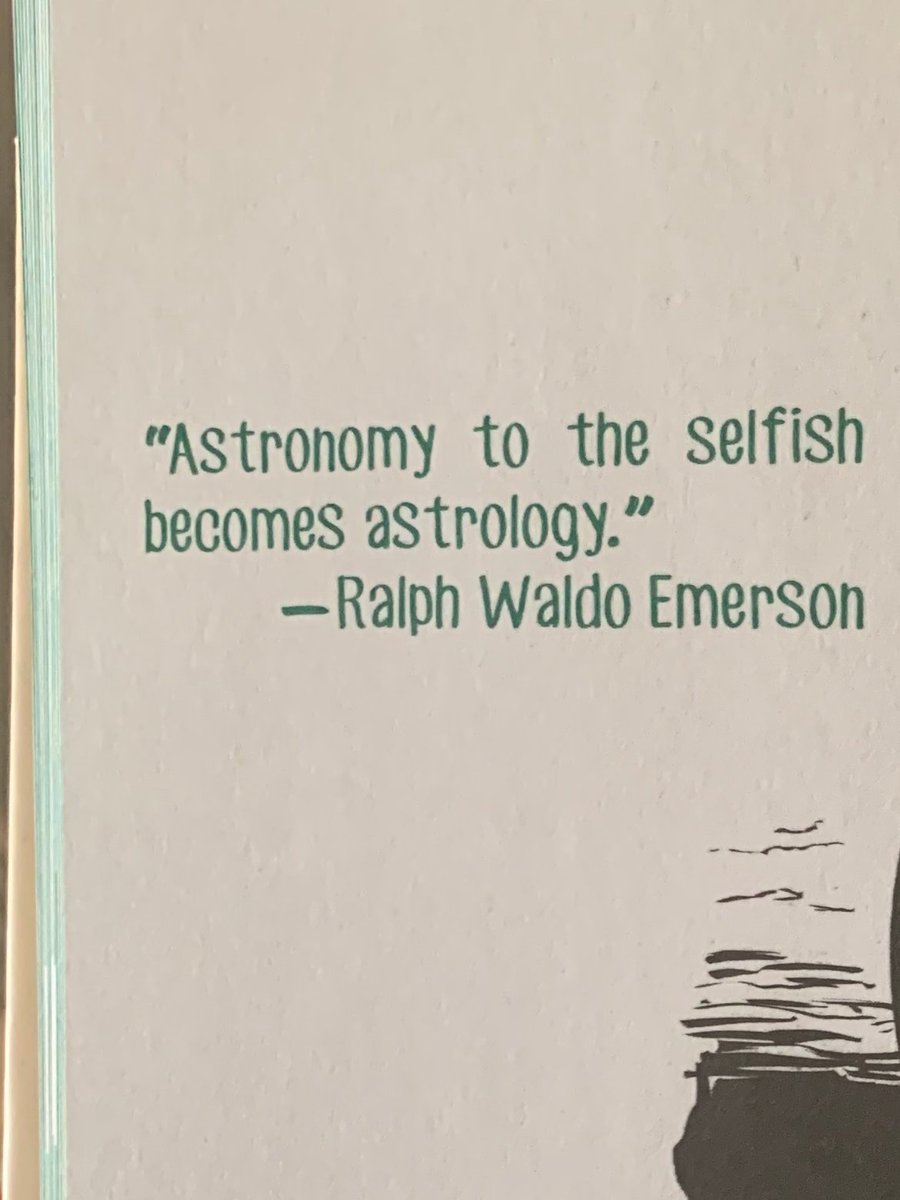 "Astronomy to the selfish
becomes astrology."
—Ralph Waldo Emerson